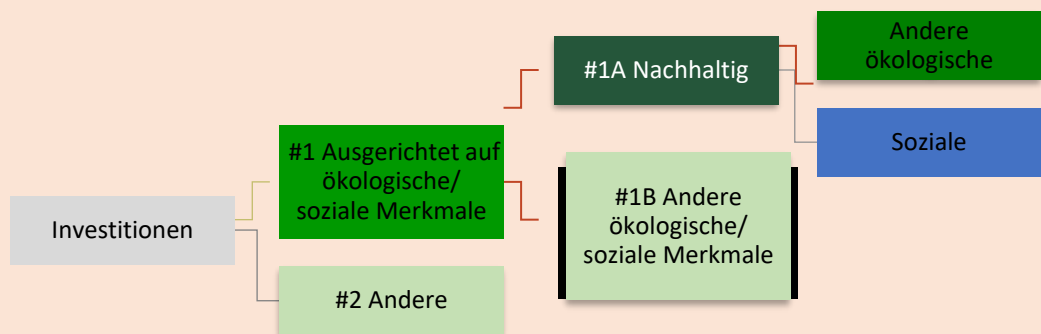 Investitionen
#1 Ausgerichtet auf
ökologische/
soziale Merkmale
#2 Andere
#1A Nachhaltig
#1B Andere
ökologische/
soziale Merkmale
Andere
ökologische
Soziale